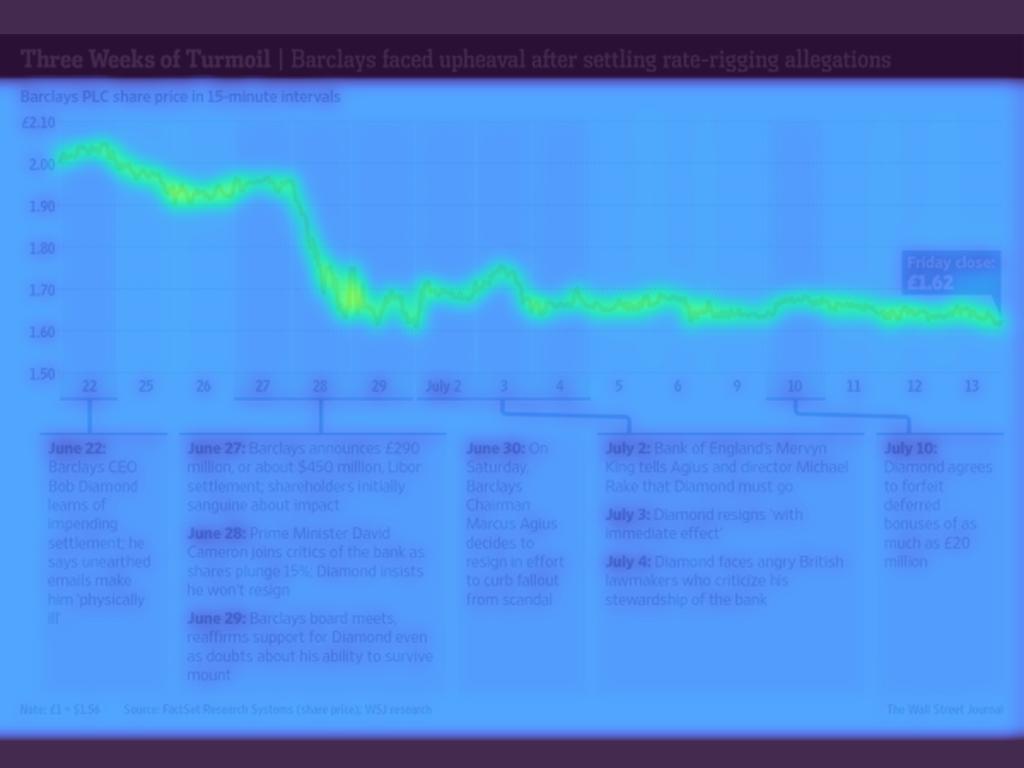 Three Weeks of Turmoil | Barclays faced upheaval after settling rate-rigging allegations
Barclays PLC share price in 15-minute intervals
£2.10
2.00
1.90
1.80
1.70
1.60
1.50
Friday close:
£1.62
22 25 26 27 28 29 July 2 3 4 5 6 9 10 11 12 13
June 22:
Barclays CEO
Bob Diamond
learns of
impending
settlement; he
says unearthed
emails make
him 'physically
ill'
June 27: Barclays announces £290
million, or about $450 million, Libor
settlement; shareholders initially
sanguine about impact
June 28: Prime Minister David
Cameron joins critics of the bank as
shares plunge 15%; Diamond insists
he won't resign
June 29: Barclays board meets,
reaffirms support for Diamond even
as doubts about his ability to survive
mount
June 30: On
Saturday,
Barclays
Chairman
Marcus Agius
decides to
resign in effort
to curb fallout
from scandal
July 2: Bank of England's Mervyn
King tells Agius and director Michael
Rake that Diamond must go
July 3: Diamond resigns 'with
immediate effect'
July 4: Diamond faces angry British
lawmakers who criticize his
stewardship of the bank
July 10:
Diamond agrees
to forfeit
deferred
bonuses of as
much as £20
million
Note: £1 = $1.56 Source: FactSet Research Systems (share price); WSJ research
The Wall Street Journal